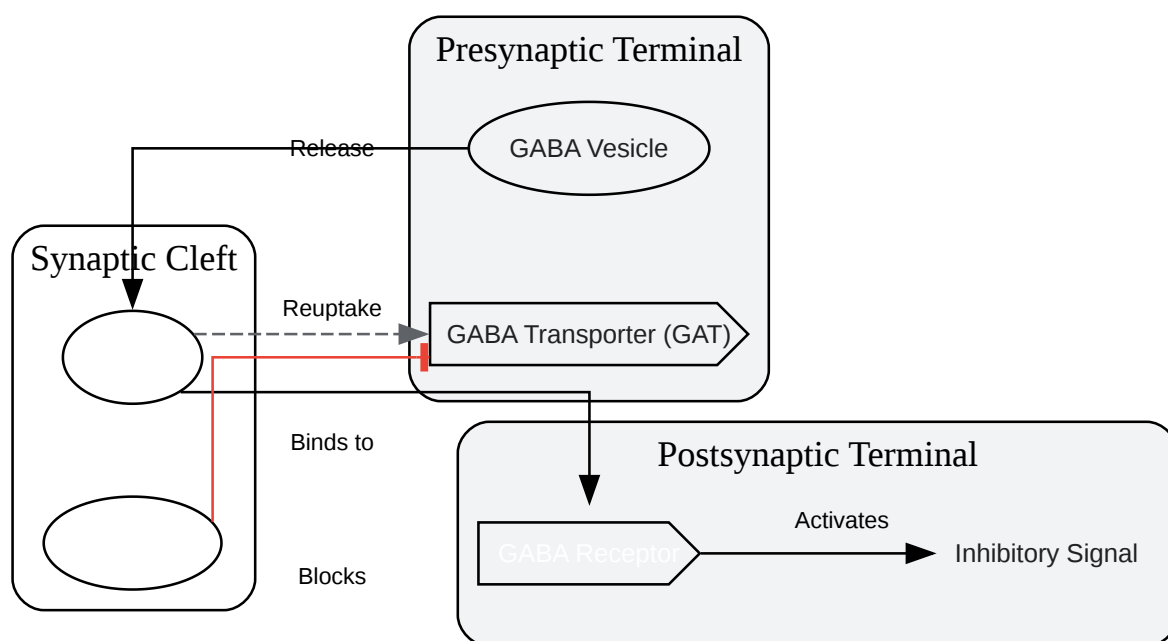 Presynaptic Terminal
GABA Vesicle
Release
Synaptic Cleft
Reuptake
GABA Transporter (GAT)
Binds to
Postsynaptic Terminal
Activates
GABA Receptor
Inhibitory Signal
Blocks